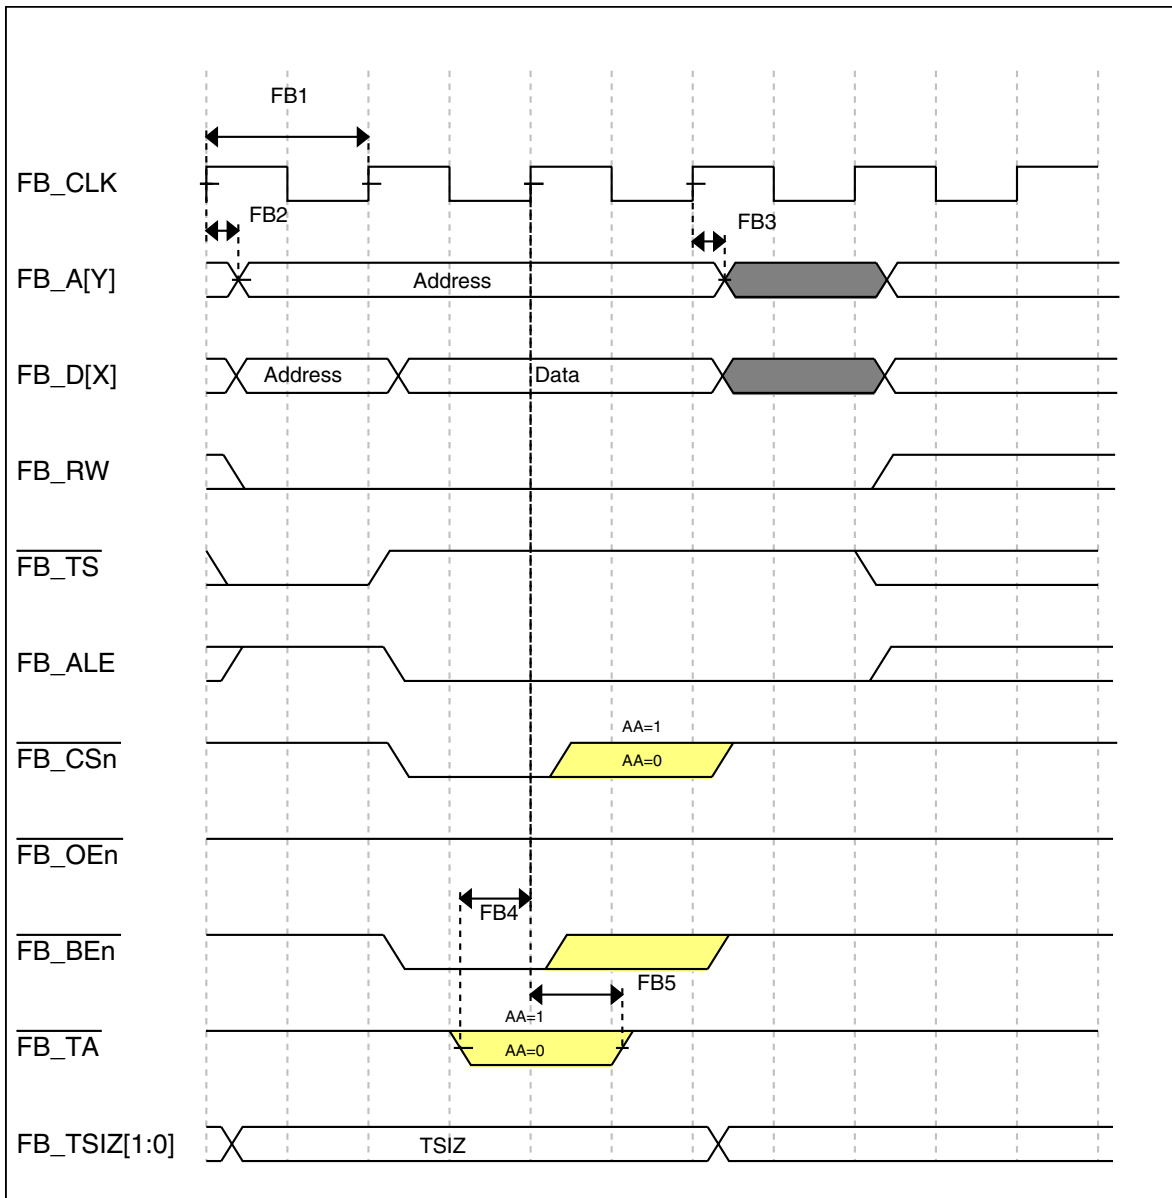 FB1
FB_CLK
FB2
FB3
FB_A[Y]
Address
FB_D[X]
Address
Data
FB_RW
FB_TS
FB_ALE
AA=1
FB_CSn
AA=0
FB_OEn
FB4
FB_BEn
FB5
AA=1
FB_TA
AA=0
FB_TSIZ[1:0]
TSIZ